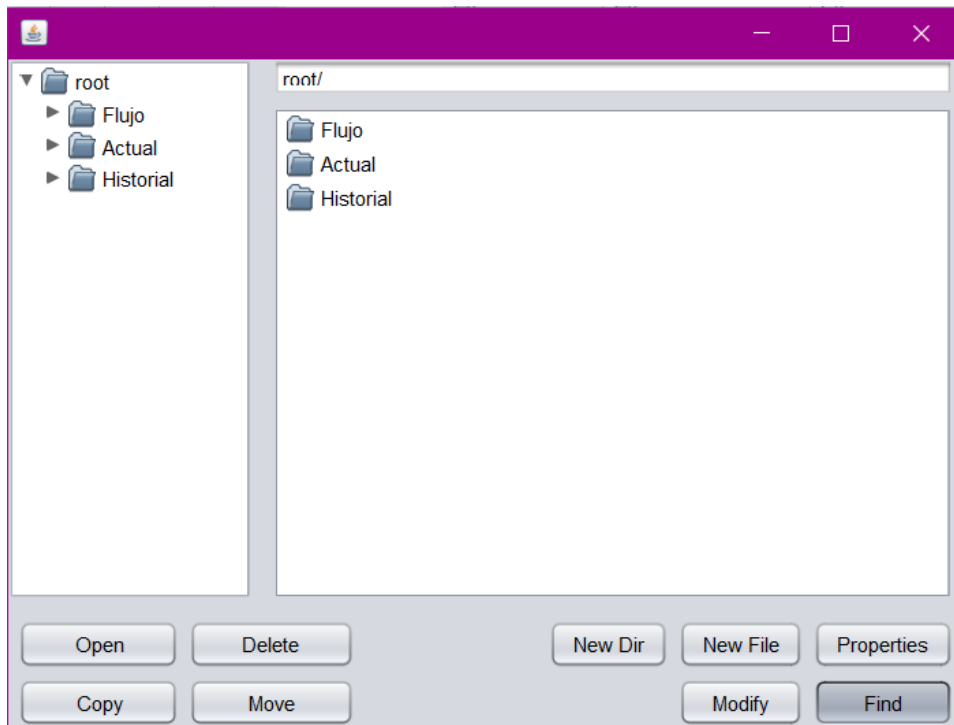 root
Flujo
Actual
Historial
root/
Flujo
Actual
Historial
Open Delete New Dir New File Properties
Copy Move Modify Find